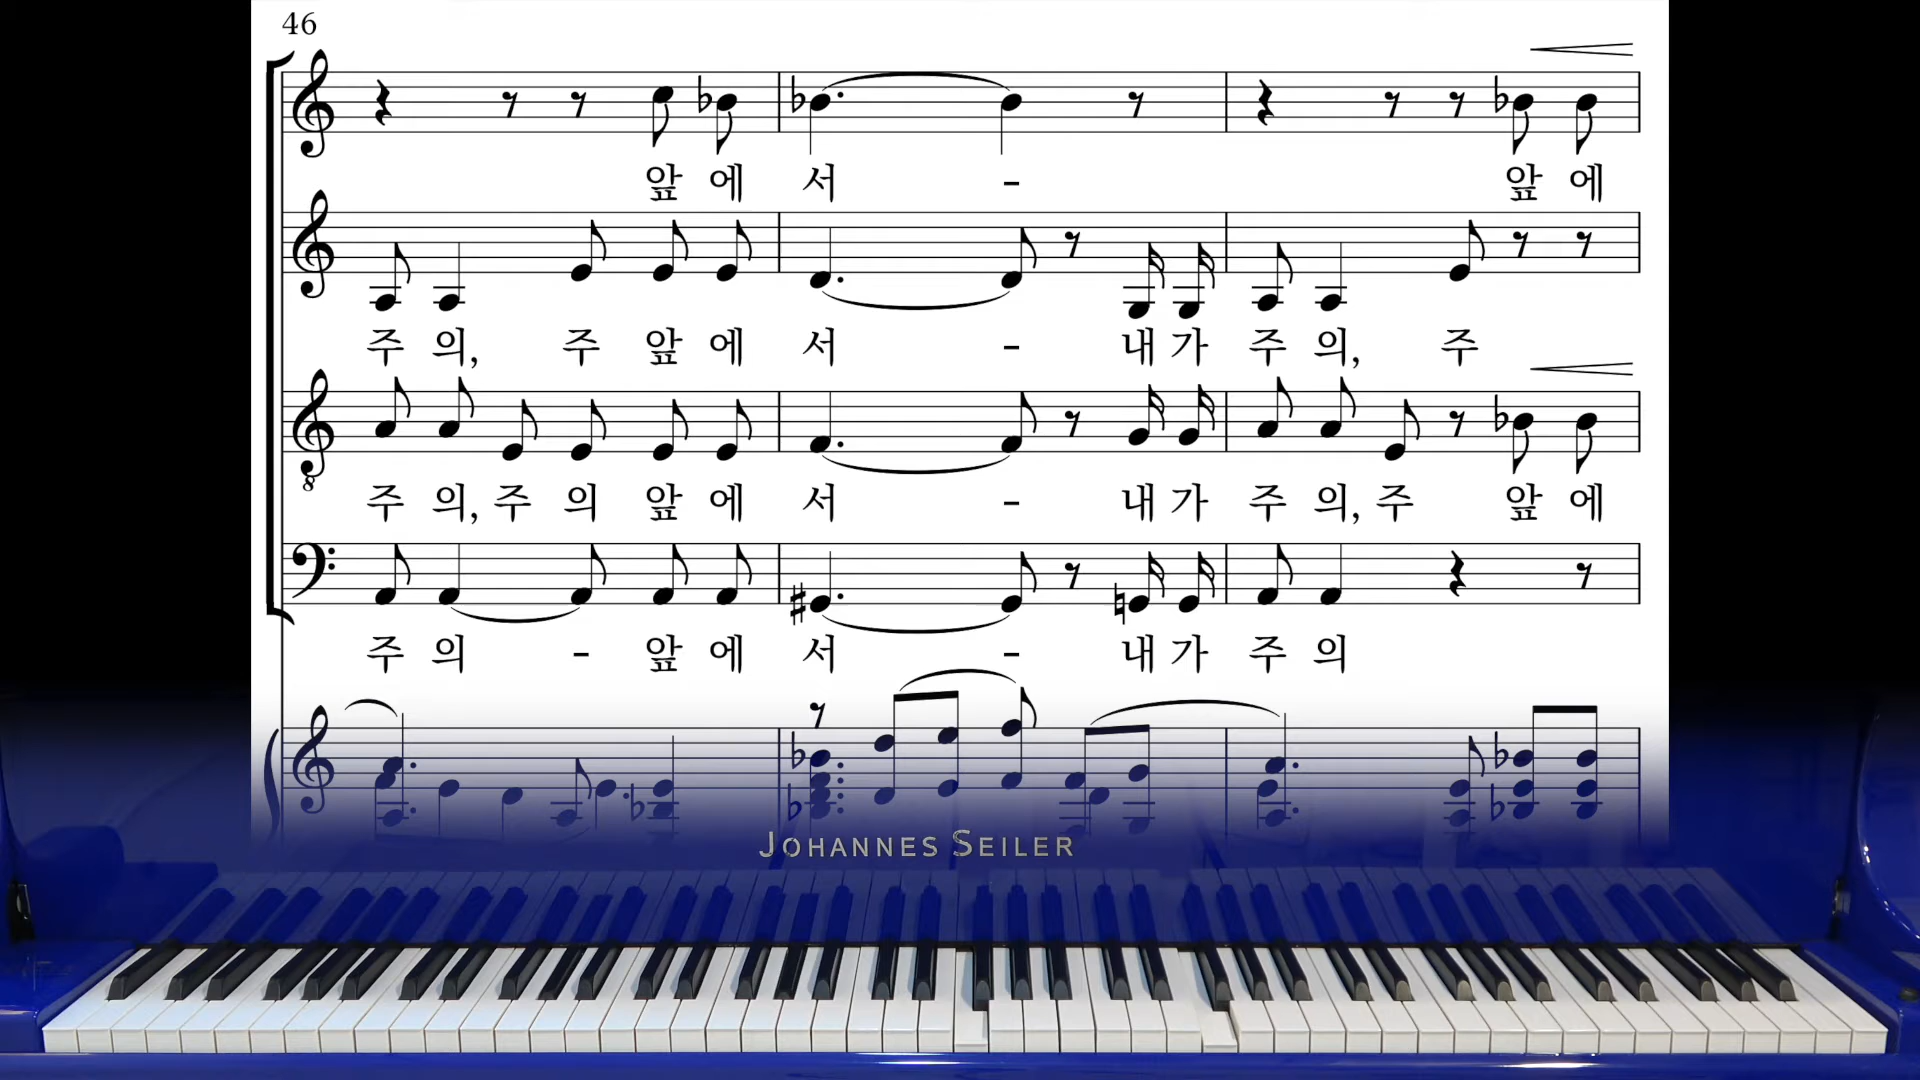 46
앞 에 서 - 앞 에
주 의, 주 앞 에 서 - 내 가 주 의, 주
주 의, 주 의 앞 에 서 - 내 가 주 의, 주 앞 에
주 의 - 앞 에 서 - 내 가 주 의
JOHANNES SEILER